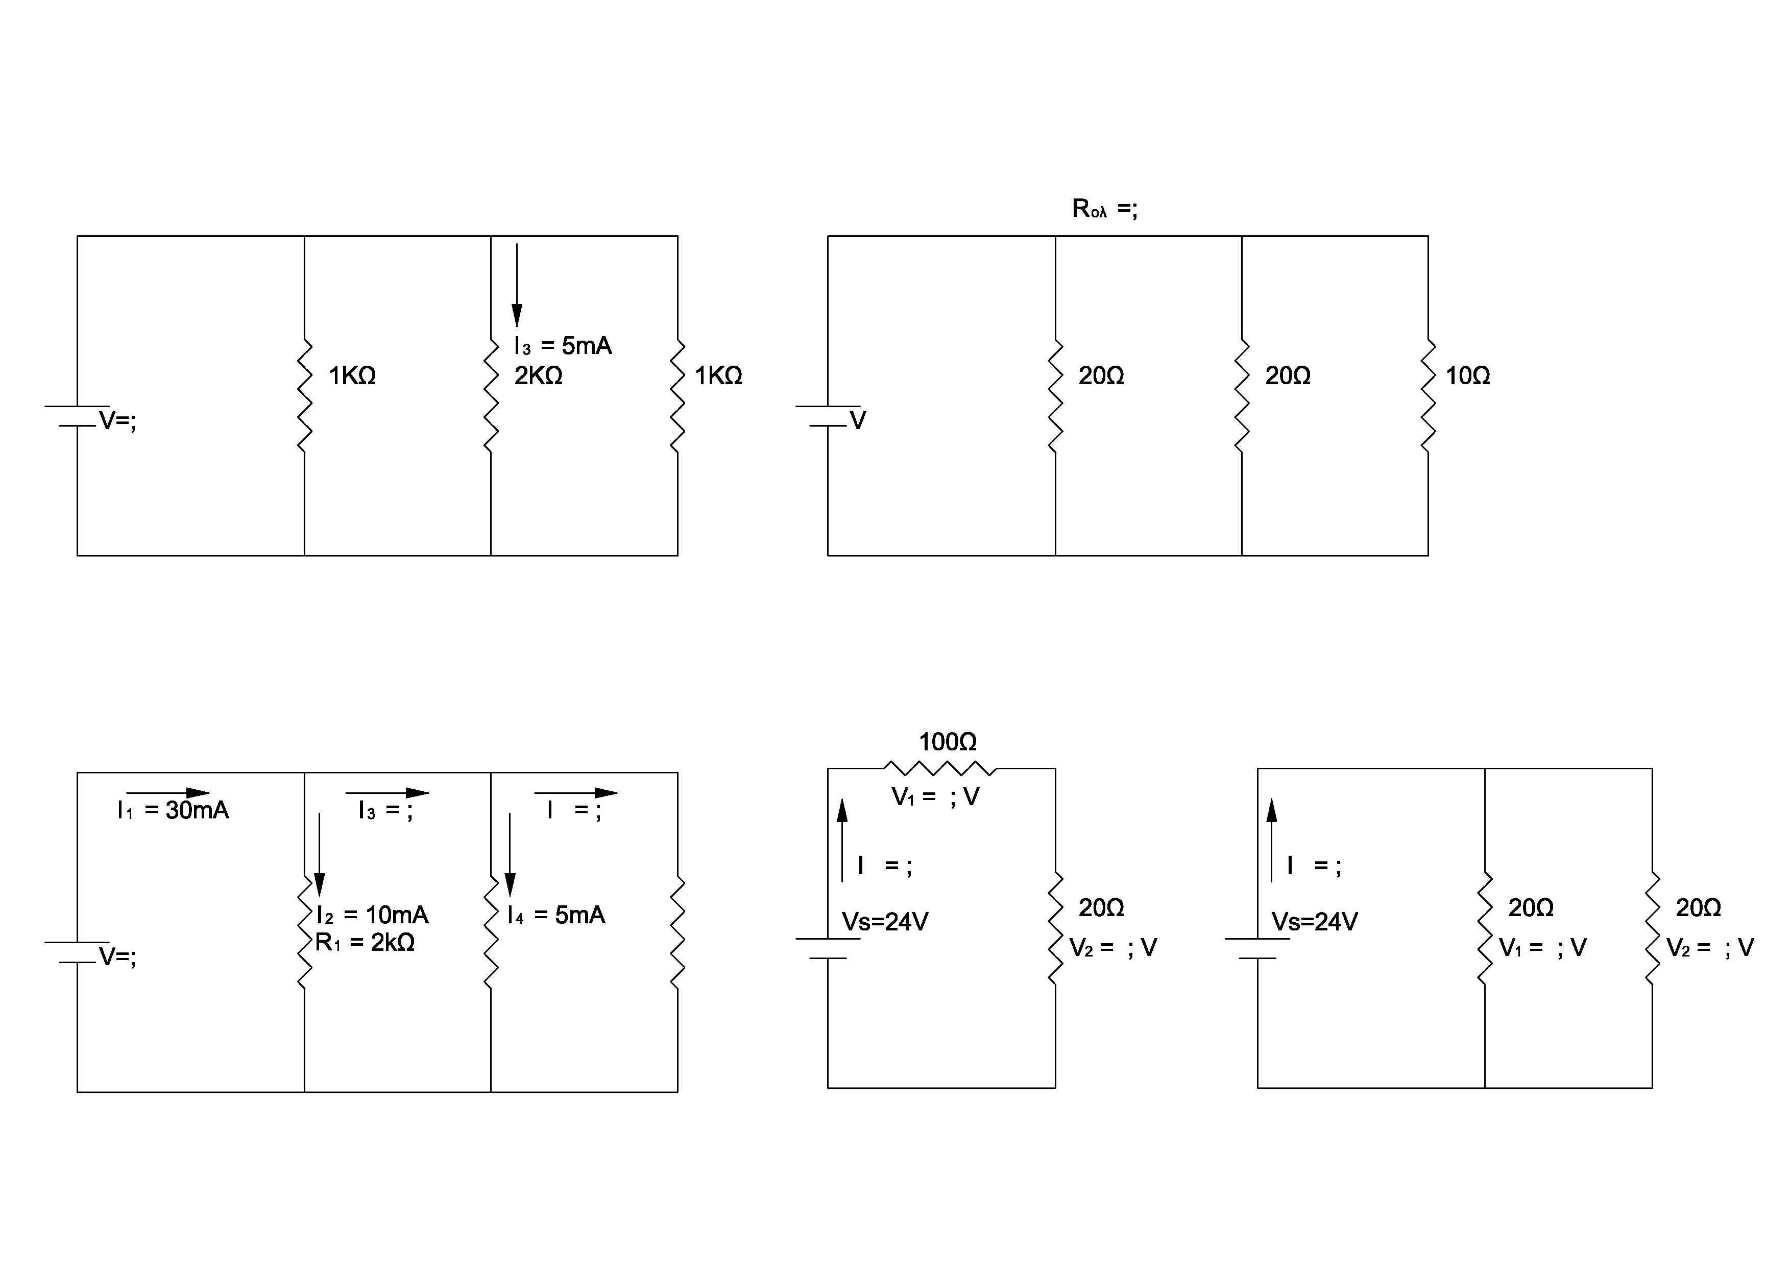 Rολ =;
I3 = 5mA
1KΩ
2KΩ
1KΩ
V=;
20Ω
20Ω
10Ω
V
I1 = 30mA
I3 = ;
I = ;
I2 = 10mA
R1 = 2kΩ
I4 = 5mA
V=;
100Ω
V1 = ; V
I = ;
Vs=24V
20Ω
V2 = ; V
I = ;
Vs=24V
20Ω
V1 = ; V
20Ω
V2 = ; V